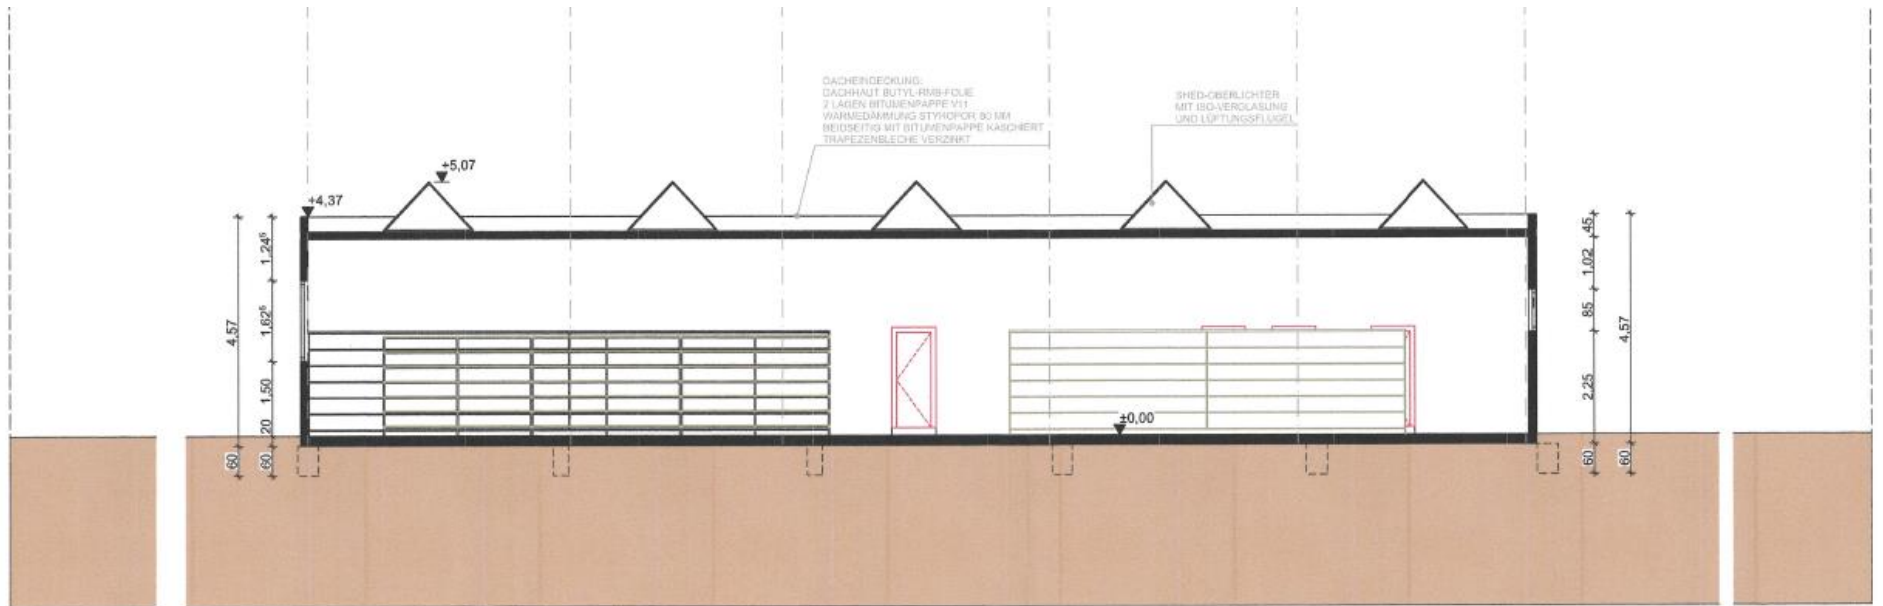 DACHEINDECKUNG:
DACHHAUT BUTYL-RMB-FOLIE
2 LAGEN BITUMENPAPPE V11
WÄRMEDÄMMUNG STYROPOR 80 MM
BEIDSEITIG MIT BITUMENPAPPE KASCHIERT
TRAPEZENBLECHE VERZINKT
SHED-OBERLICHTER
MIT ISO-VERGLASUNG
UND LÜFTUNGSFLÜGEL
+5,07
+4,37
±0,00
4,57
60
1,24⁵
1,62⁵
1,50
20
60
45
1,02
85
2,25
60
4,57
60